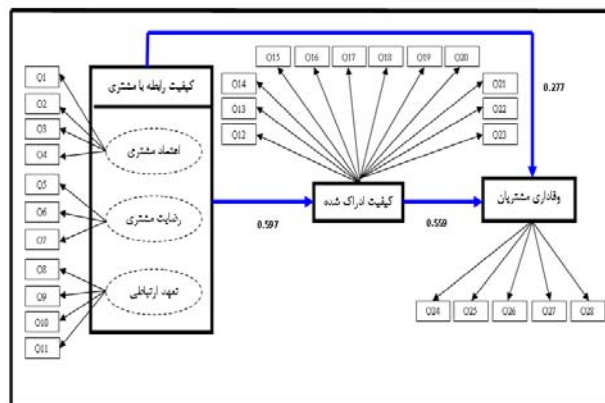 Q15
Q16
Q17
Q18
Q19
Q20
Q1
Q2
Q3
Q4
Q5
Q6
Q7
Q8
Q9
Q10
Q11
کیفیت رابطه با مشتری
اعتماد مشتری
رضایت مشتری
تعهد ارتباطی
Q14
Q13
Q12
Q21
Q22
Q23
0.277
0.597
کیفیت ادراک شده
0.559
وفاداری مشتریان
Q24
Q25
Q26
Q27
Q28